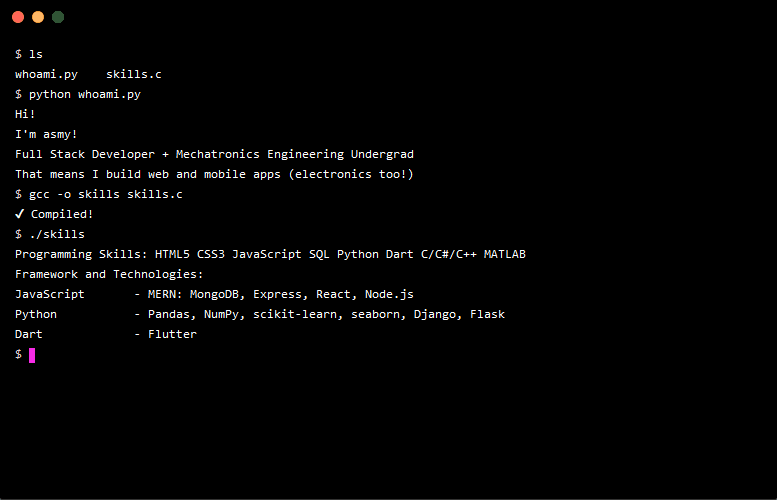 $ ls
whoami.py    skills.c
$ python whoami.py
Hi!
I'm asmy!
Full Stack Developer + Mechatronics Engineering Undergrad
That means I build web and mobile apps (electronics too!)
$ gcc -o skills skills.c
✔ Compiled!
$ ./skills
Programming Skills: HTML5 CSS3 JavaScript SQL Python Dart C/C#/C++ MATLAB
Framework and Technologies:
JavaScript       - MERN: MongoDB, Express, React, Node.js
Python           - Pandas, NumPy, scikit-learn, seaborn, Django, Flask
Dart             - Flutter
$